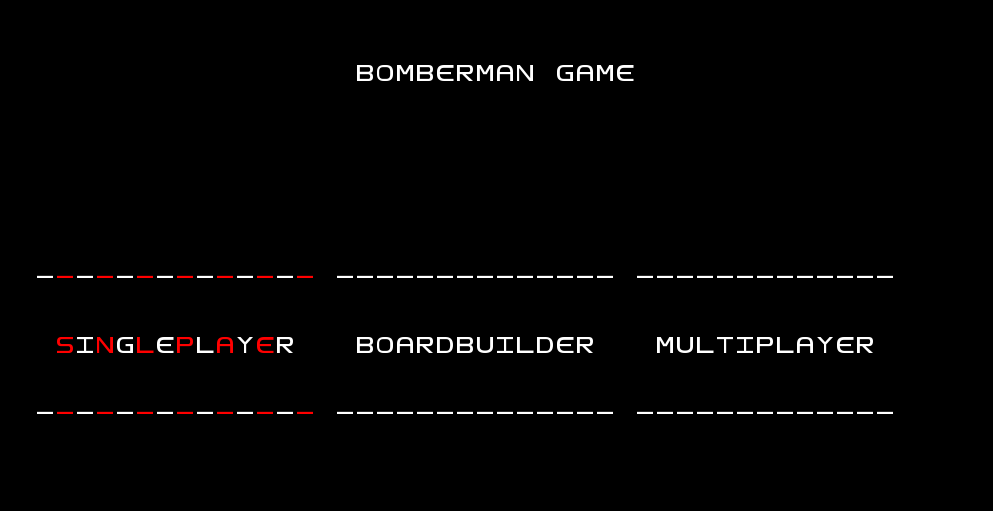 BOMBERMAN GAME
SINGLEPLAYER BOARDBUILDER MULTIPLAYER